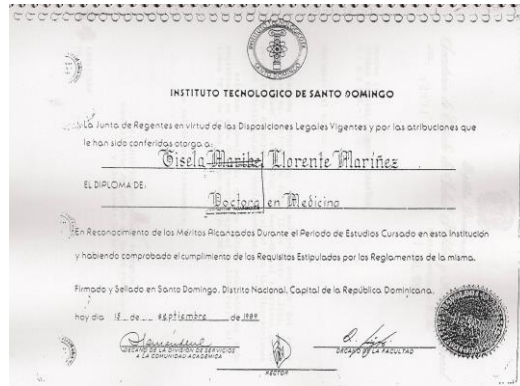 INSTITUTO TECNOLOGICO DE SANTO DOMINGO
La Junta de Regentes en virtud de las Disposiciones Legales Vigentes y por las atribuciones que
le han sido conferidas otorga a:
Gisela Maribel Llorente Mariñez
EL DIPLOMA DE:
Doctora en Medicina
En Reconocimiento de los Méritos Alcanzados Durante el Periodo de Estudios Cursado en esta Institución
y habiendo comprobado el cumplimiento de los Requisitos Estipulados por los Reglamentos de la misma.
Firmado y Sellado en Santo Domingo, Distrito Nacional, Capital de la República Dominicana,
hoy día de septiembre de 1989
DECANO DE LA DIVISION DE SERVICIOS
A LA COMUNIDAD ACADEMICA
DECANO DE LA FACULTAD
RECTOR